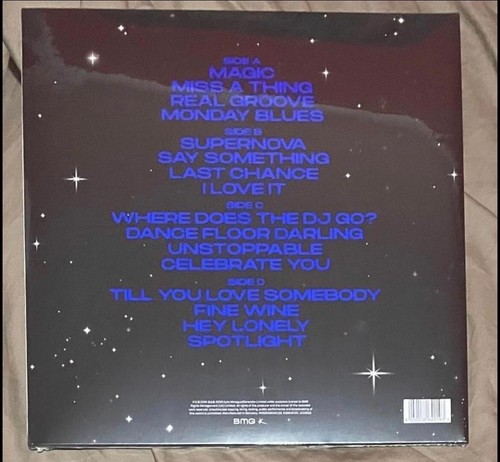 SIDE A
MAGIC
MISS A THING
REAL GROOVE
MONDAY BLUES
SIDE B
SUPERNOVA
SAY SOMETHING
LAST CHANCE
I LOVE IT
SIDE C
WHERE DOES THE DJ GO?
DANCE FLOOR DARLING
UNSTOPPABLE
CELEBRATE YOU
SIDE D
TILL YOU LOVE SOMEBODY
FINE WINE
HEY LONELY
SPOTLIGHT
BMG K